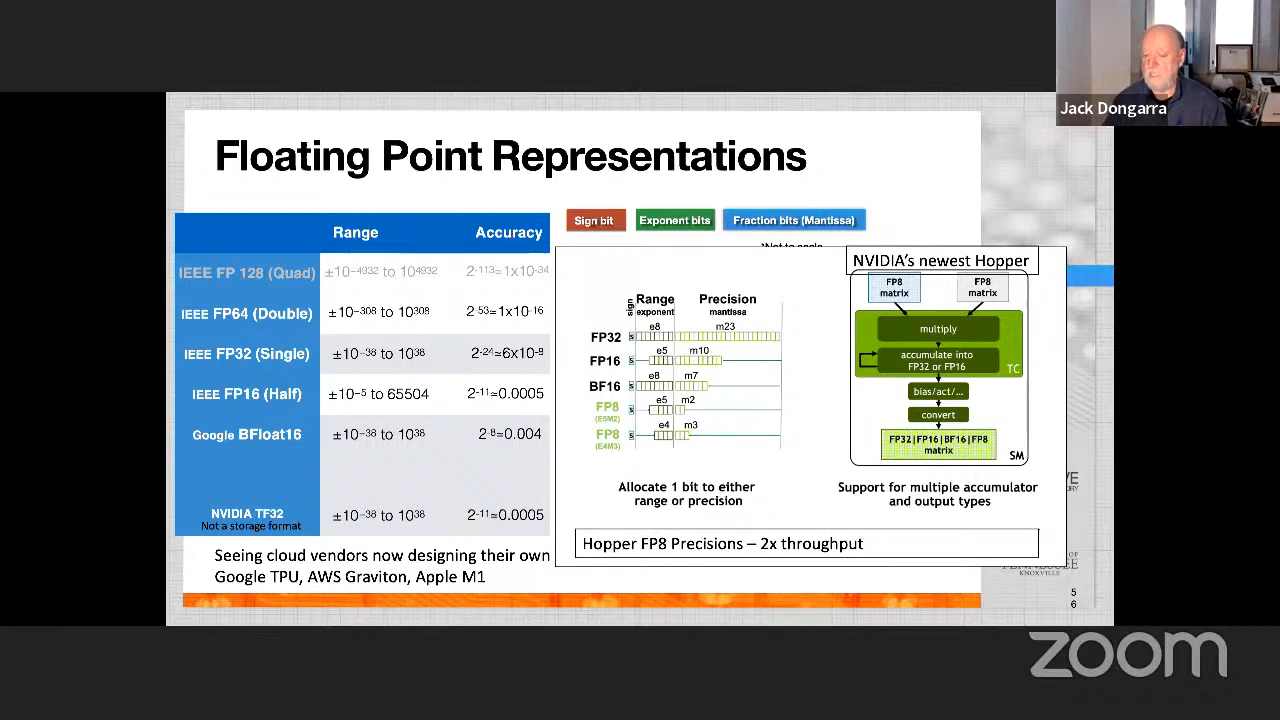 Jack Dongarra
Floating Point Representations
Sign bit
Exponent bits
Fraction bits (Mantissa)
Range Accuracy
IEEE FP 128 (Quad) ±10⁻⁴⁹³² to 10⁴⁹³² 2⁻¹¹³≃1x10⁻³⁴
IEEE FP64 (Double) ±10⁻³⁰⁸ to 10³⁰⁸ 2⁻⁵³≃1x10⁻¹⁶
IEEE FP32 (Single) ±10⁻³⁸ to 10³⁸ 2⁻²⁴≃6x10⁻⁸
IEEE FP16 (Half) ±10⁻⁵ to 65504 2⁻¹¹≃0.0005
Google BFloat16 ±10⁻³⁸ to 10³⁸ 2⁻⁸≃0.004
NVIDIA TF32 ±10⁻³⁸ to 10³⁸ 2⁻¹¹≃0.0005
Not a storage format
Seeing cloud vendors now designing their own
Google TPU, AWS Graviton, Apple M1
sign
Range
exponent
Precision
mantissa
e8 m23
FP32 s
e5 m10
FP16 s
e8 m7
BF16 s
e5 m2
FP8 s
(E5M2)
e4 m3
FP8 s
(E4M3)
Allocate 1 bit to either
range or precision
NVIDIA's newest Hopper
FP8
matrix
FP8
matrix
multiply
accumulate into
FP32 or FP16
TC
bias/act/...
convert
FP32|FP16|BF16|FP8
matrix
SM
Support for multiple accumulator
and output types
Hopper FP8 Precisions – 2x throughput
KNOXVILLE
5
6
zoom